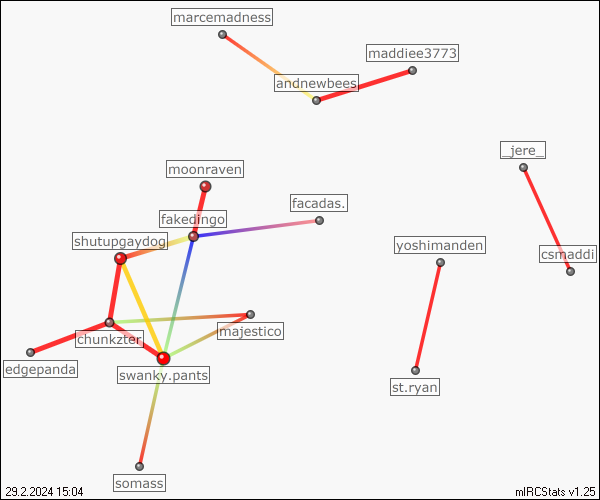 marcemadness
maddiee3773
andnewbees
_jere_
moonraven
facadas.
fakedingo
shutupgaydog
yoshimanden
csmaddi
chunkzter
majestico
edgepanda
swanky.pants
st.ryan
somass
29.2.2024 15:04
mIRCStats v1.25